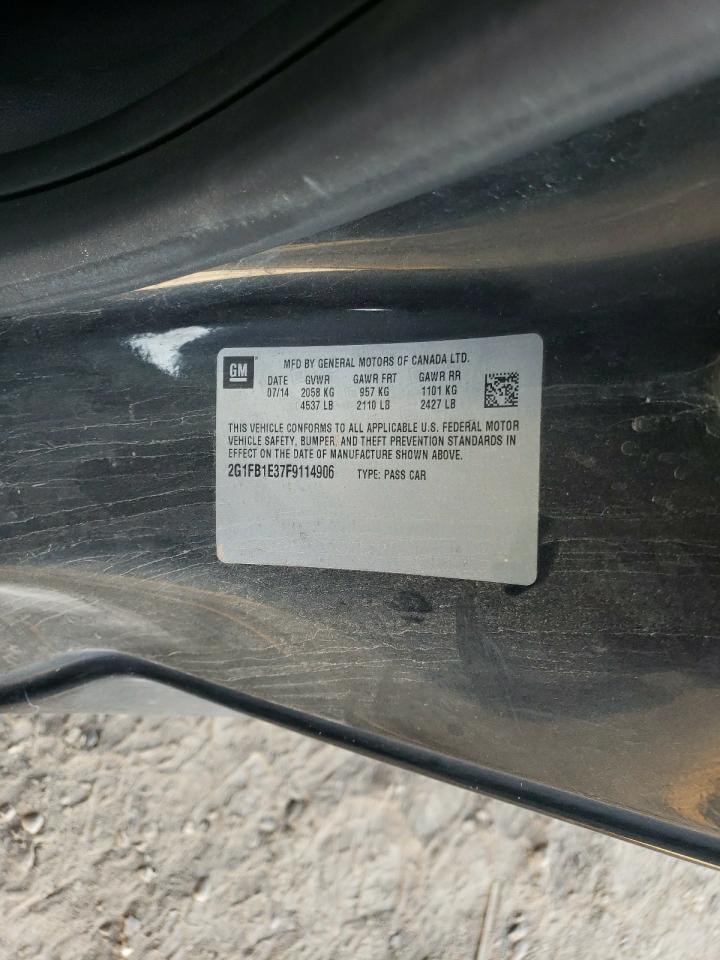 GM
MFD BY GENERAL MOTORS OF CANADA LTD.
DATE GVWR GAWR FRT GAWR RR
07/14 2058 KG 957 KG 1101 KG
4537 LB 2110 LB 2427 LB
THIS VEHICLE CONFORMS TO ALL APPLICABLE U.S. FEDERAL MOTOR
VEHICLE SAFETY, BUMPER, AND THEFT PREVENTION STANDARDS IN
EFFECT ON THE DATE OF MANUFACTURE SHOWN ABOVE.
2G1FB1E37F9114906 TYPE: PASS CAR